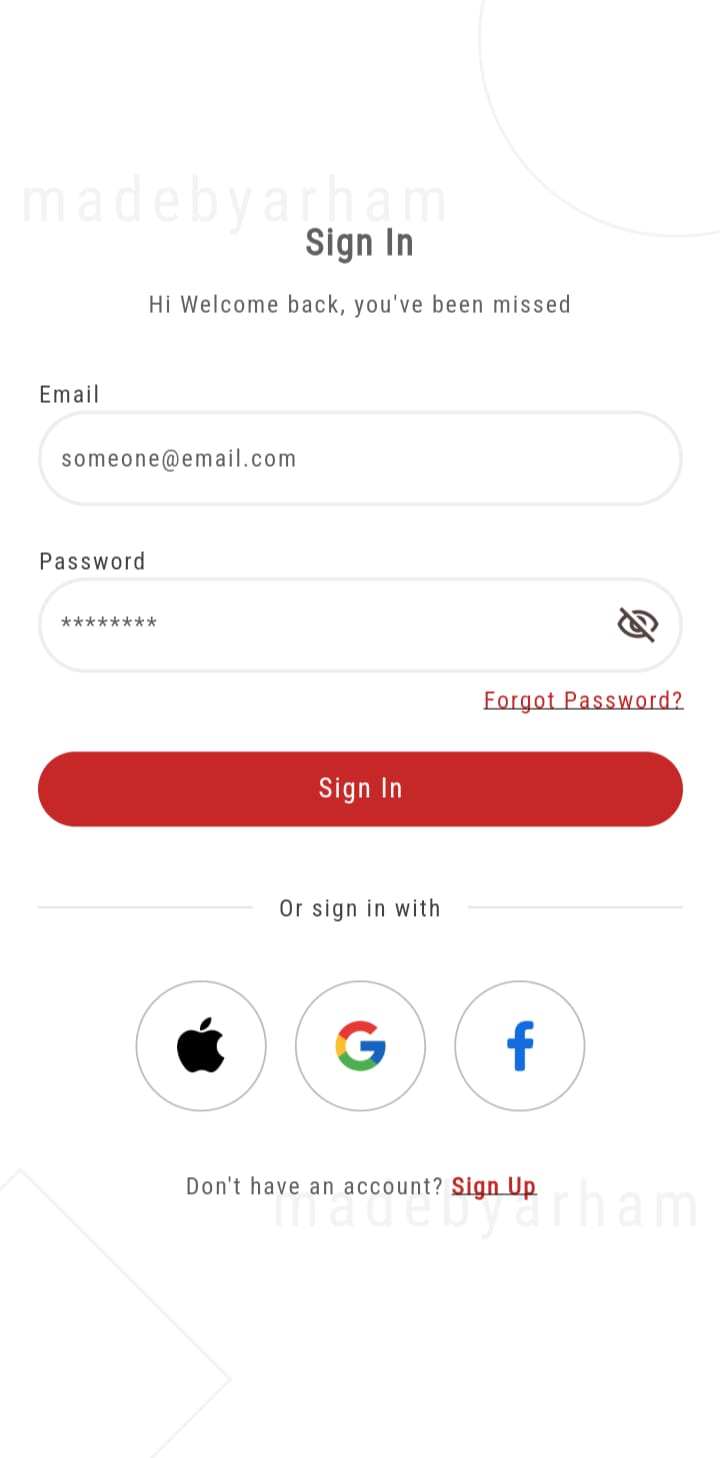 madebyarham
Sign In
Hi Welcome back, you've been missed
Email
someone@email.com
Password
********
Forgot Password?
Sign In
Or sign in with
Don't have an account? Sign Up
madebyarham